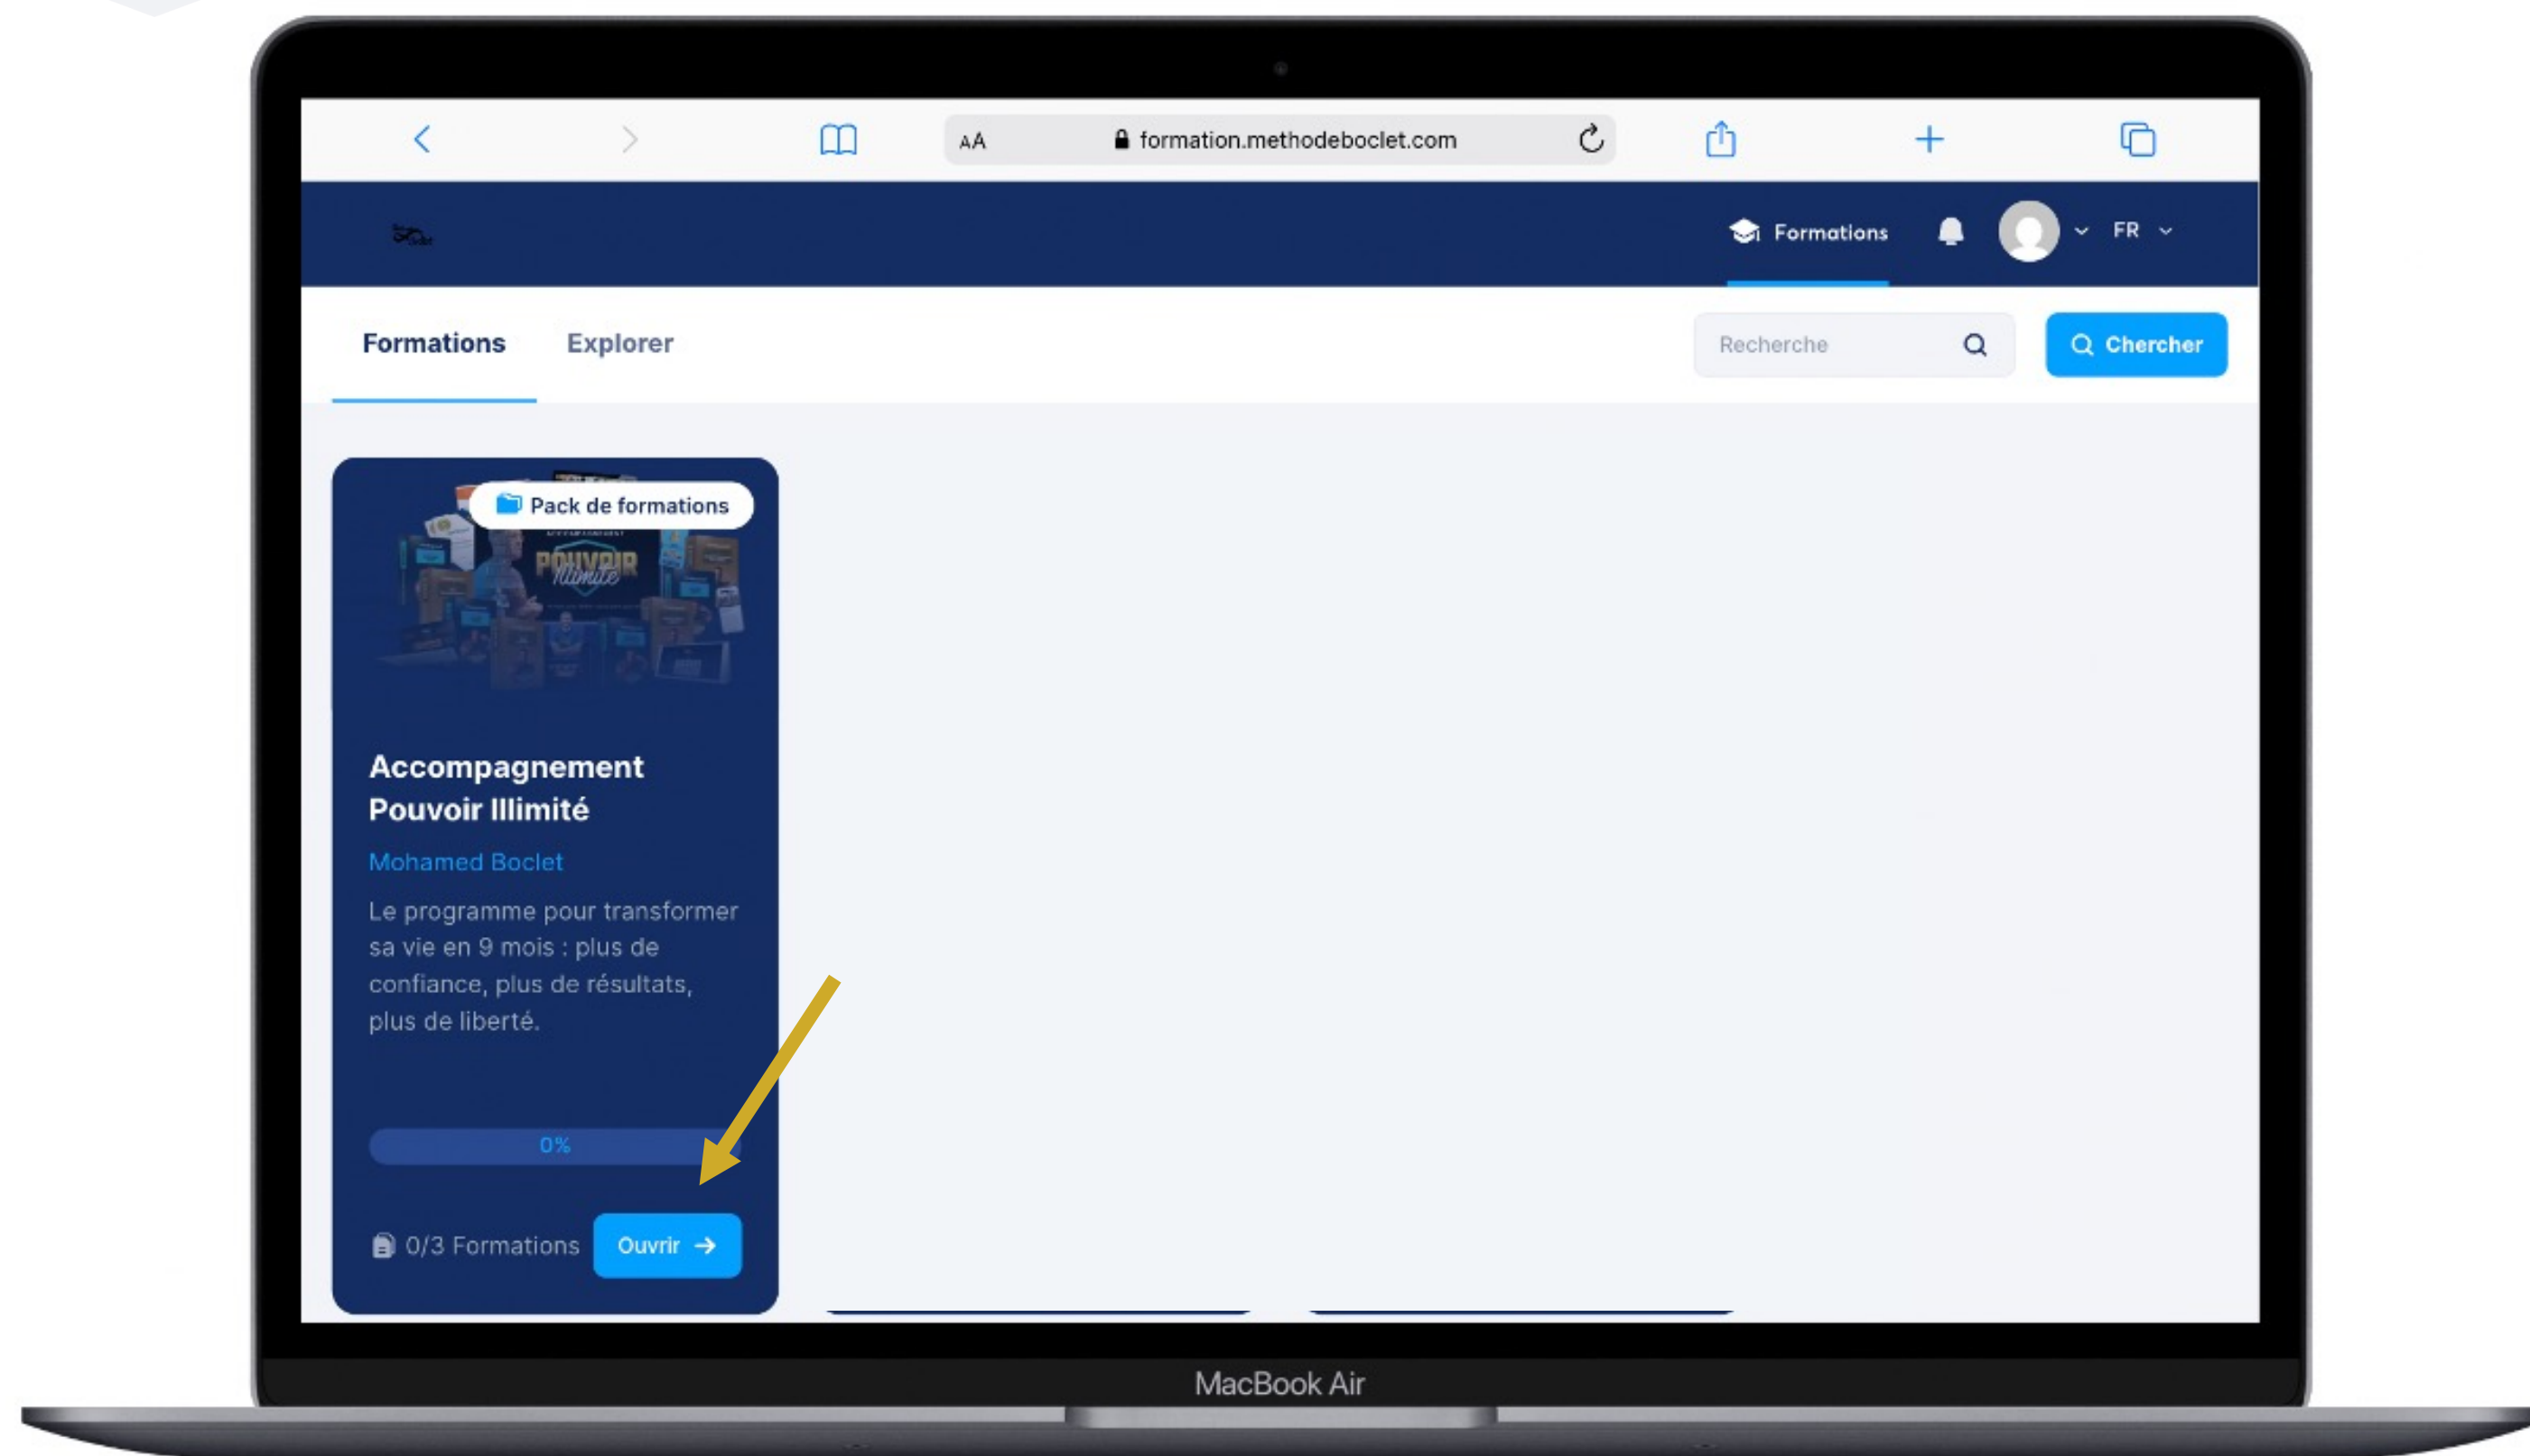 AA formation.methodeboclet.com
Formations FR
Formations Explorer Recherche Chercher
Pack de formations
POUVOIR
Illimité
Accompagnement
Pouvoir Illimité
Mohamed Boclet
Le programme pour transformer
sa vie en 9 mois : plus de
confiance, plus de résultats,
plus de liberté.
0%
0/3 Formations Ouvrir →
MacBook Air